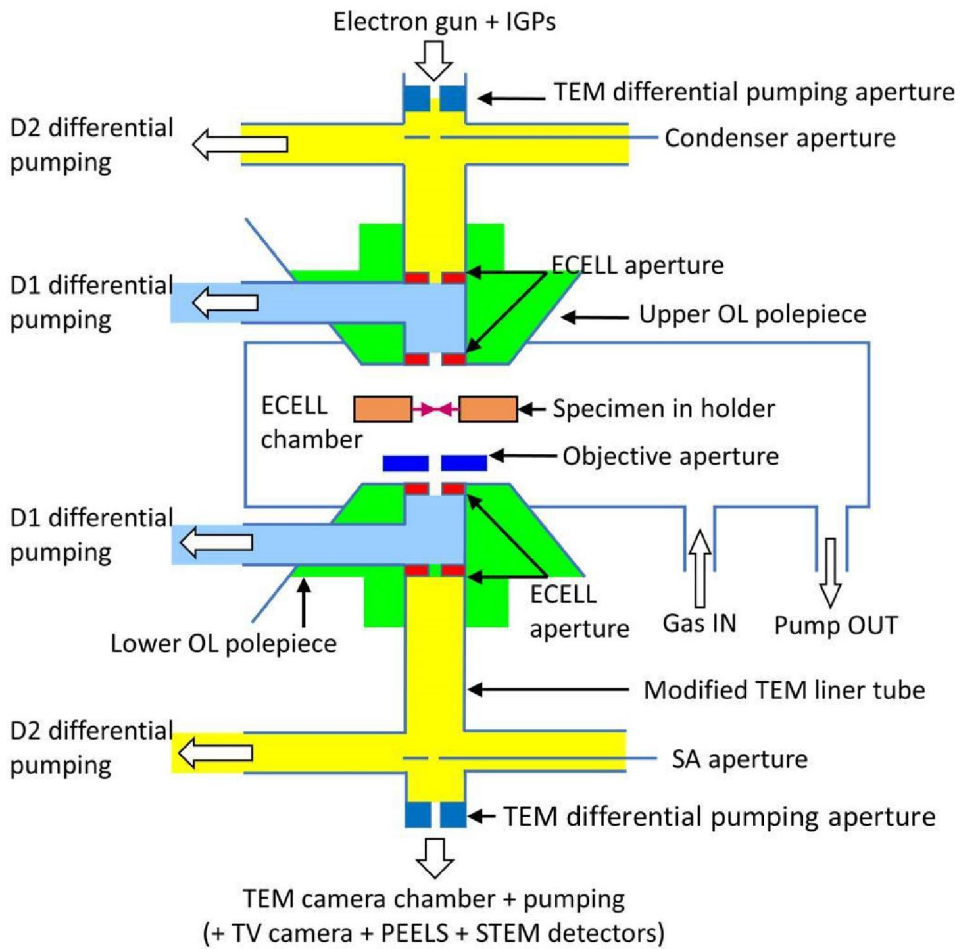 Electron gun + IGPs
TEM differential pumping aperture
D2 differential
pumping
Condenser aperture
ECELL aperture
D1 differential
pumping
Upper OL polepiece
ECELL
chamber
Specimen in holder
Objective aperture
D1 differential
pumping
ECELL
aperture
Gas IN
Pump OUT
Lower OL polepiece
Modified TEM liner tube
D2 differential
pumping
SA aperture
TEM differential pumping aperture
TEM camera chamber + pumping
(+ TV camera + PEELS + STEM detectors)